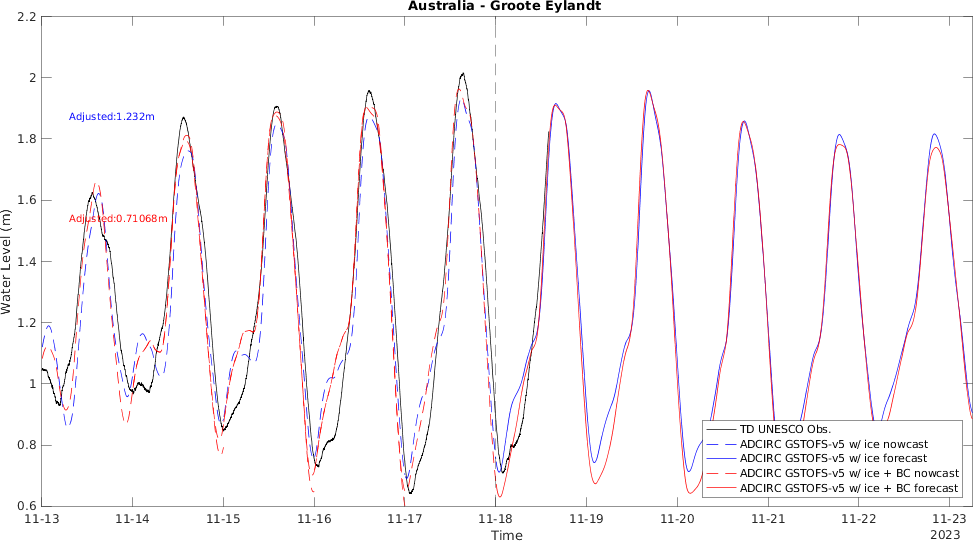 Australia - Groote Eylandt
2.2
2
1.8
1.6
1.4
1.2
1
0.8
0.6
Water Level (m)
Adjusted:1.232m
Adjusted:0.71068m
TD UNESCO Obs.
ADCIRC GSTOFS-v5 w/ ice nowcast
ADCIRC GSTOFS-v5 w/ ice forecast
ADCIRC GSTOFS-v5 w/ ice + BC nowcast
ADCIRC GSTOFS-v5 w/ ice + BC forecast
11-13 11-14 11-15 11-16 11-17 11-18 11-19 11-20 11-21 11-22 11-23
Time
2023